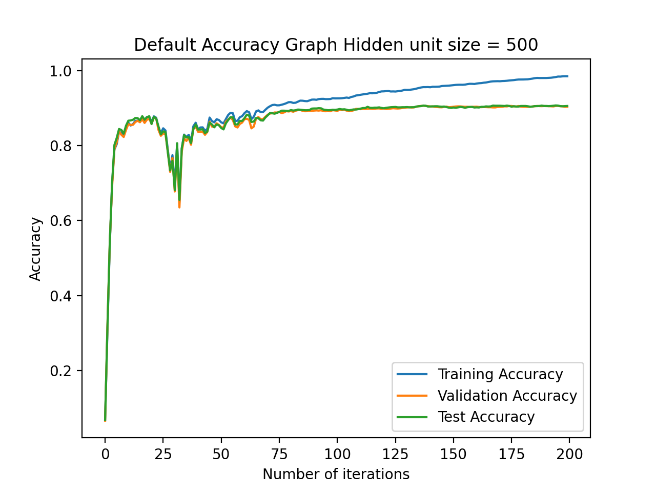 Default Accuracy Graph Hidden unit size = 500
1.0
0.8
0.6
0.4
0.2
Accuracy
Training Accuracy
Validation Accuracy
Test Accuracy
0 25 50 75 100 125 150 175 200
Number of iterations